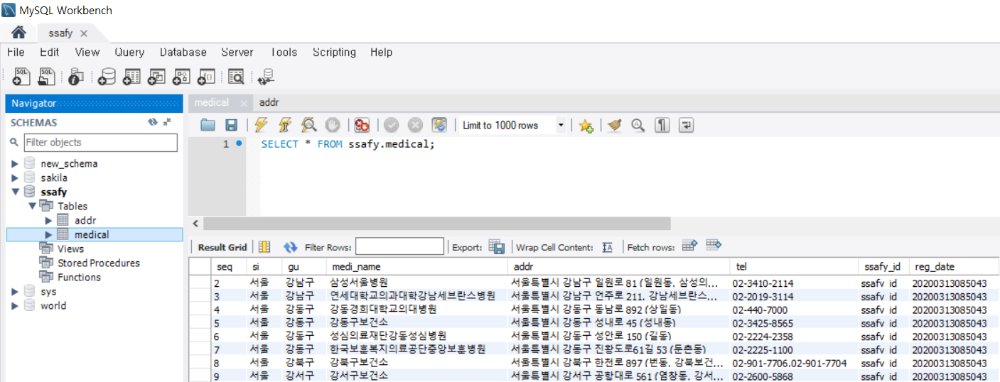 MySQL Workbench
ssafy
File Edit View Query Database Server Tools Scripting Help
Navigator
SCHEMAS
Filter objects
new_schema
sakila
ssafy
Tables
addr
medical
Views
Stored Procedures
Functions
sys
world
medical addr
Limit to 1000 rows
1 SELECT * FROM ssafy.medical;
Result Grid Filter Rows: Export: Wrap Cell Content: Fetch rows:
seq si gu medi_name addr tel ssafy_id reg_date
2 서울 강남구 삼성서울병원 서울특별시 강남구 일원로 81 (일원동, 삼성의... 02-3410-2114 ssafy_id 20200313085043
3 서울 강남구 연세대학교의과대학강남세브란스병원 서울특별시 강남구 언주로 211, 강남세브란스... 02-2019-3114 ssafy_id 20200313085043
4 서울 강동구 강동경희대학교의대병원 서울특별시 강동구 동남로 892 (상일동) 02-440-7000 ssafy_id 20200313085043
5 서울 강동구 강동구보건소 서울특별시 강동구 성내로 45 (성내동) 02-3425-8565 ssafy_id 20200313085043
6 서울 강동구 성심의료재단강동성심병원 서울특별시 강동구 성안로 150 (길동) 02-2224-2358 ssafy_id 20200313085043
7 서울 강동구 한국보훈복지의료공단중앙보훈병원 서울특별시 강동구 진황도로61길 53 (둔촌동) 02-2225-1100 ssafy_id 20200313085043
8 서울 강북구 강북구보건소 서울특별시 강북구 한천로 897 (번동, 강북보건... 02-901-7706,02-901-7704 ssafy_id 20200313085043
9 서울 강서구 강서구보건소 서울특별시 강서구 공항대로 561 (염창동, 강서... 02-2600-5868 ssafy_id 20200313085043